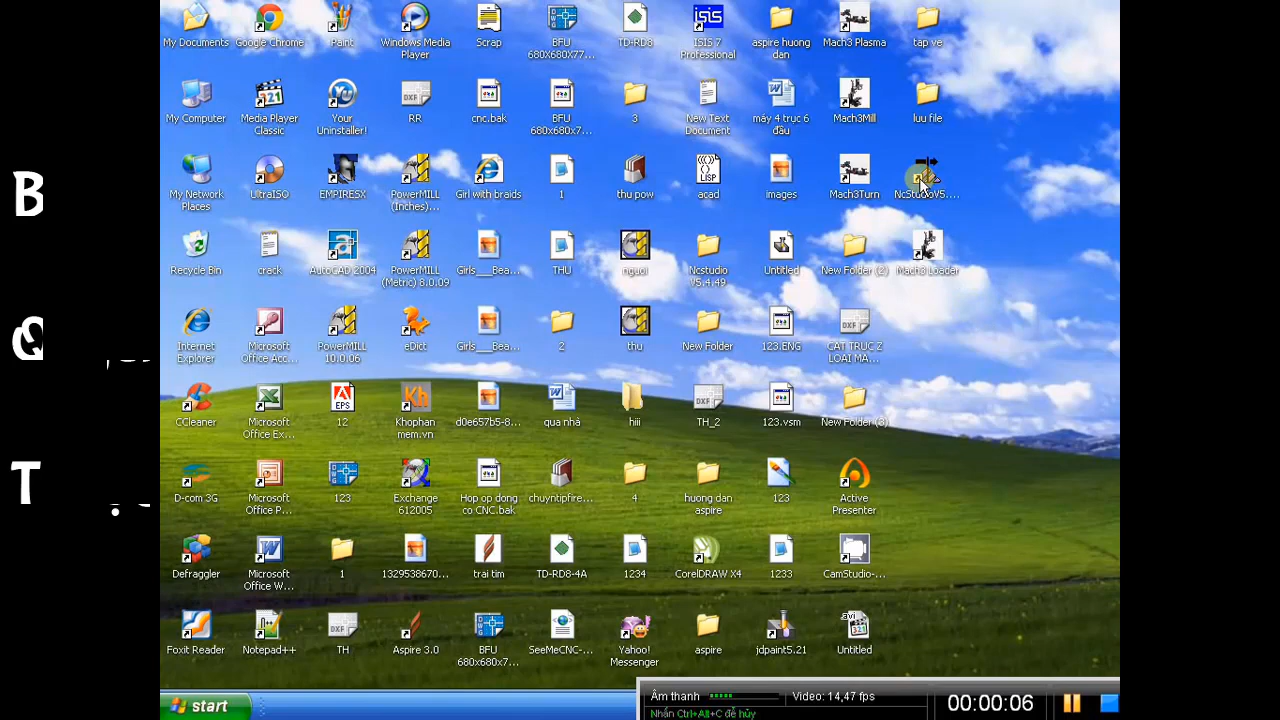 My Documents
Google Chrome
Paint
Windows Media
Player
Scrap
BFU
680X680X77...
TD-RD8
ISIS 7
Professional
aspire huong
dan
Mach3 Plasma
tap ve
My Computer
Media Player
Classic
Your
Uninstaller!
RR
cnc.bak
BFU
680x680x7...
3
New Text
Document
máy 4 trục 6
đầu
Mach3Mill
luu file
My Network
Places
UltraISO
EMPIRESX
PowerMILL
(Inches)...
Girl with braids
1
thu pow
acad
images
Mach3Turn
NcStudioV5....
Recycle Bin
crack
AutoCAD 2004
PowerMILL
(Metric) 8.0.09
Girls___Bea...
THU
nguoi
Ncstudio
V5.4.49
Untitled
New Folder (2)
Mach3 Loader
Internet
Explorer
Microsoft
Office Acc...
PowerMILL
10.0.06
eDict
Girls___Bea...
2
thu
New Folder
123.ENG
CAT TRUC Z
LOAI MA...
CCleaner
Microsoft
Office Ex...
12
Khophan
mem.vn
d0e657b5-8...
qua nhà
hiii
TH_2
123.vsm
New Folder (3)
D-com 3G
Microsoft
Office P...
123
Exchange
612005
Hop op dong
co CNC.bak
chuyntipfire...
4
huong dan
aspire
123
Active
Presenter
Defraggler
Microsoft
Office W...
1
1329538670...
trai tim
TD-RD8-4A
1234
CorelDRAW X4
1233
CamStudio-...
Foxit Reader
Notepad++
TH
Aspire 3.0
BFU
680x680x7...
SeeMeCNC-...
Yahoo!
Messenger
aspire
jdpaint5.21
Untitled
B
Q
T
start
Âm thanh
Video: 14,47 fps
00:00:06
Nhấn Ctrl+Alt+C để hủy